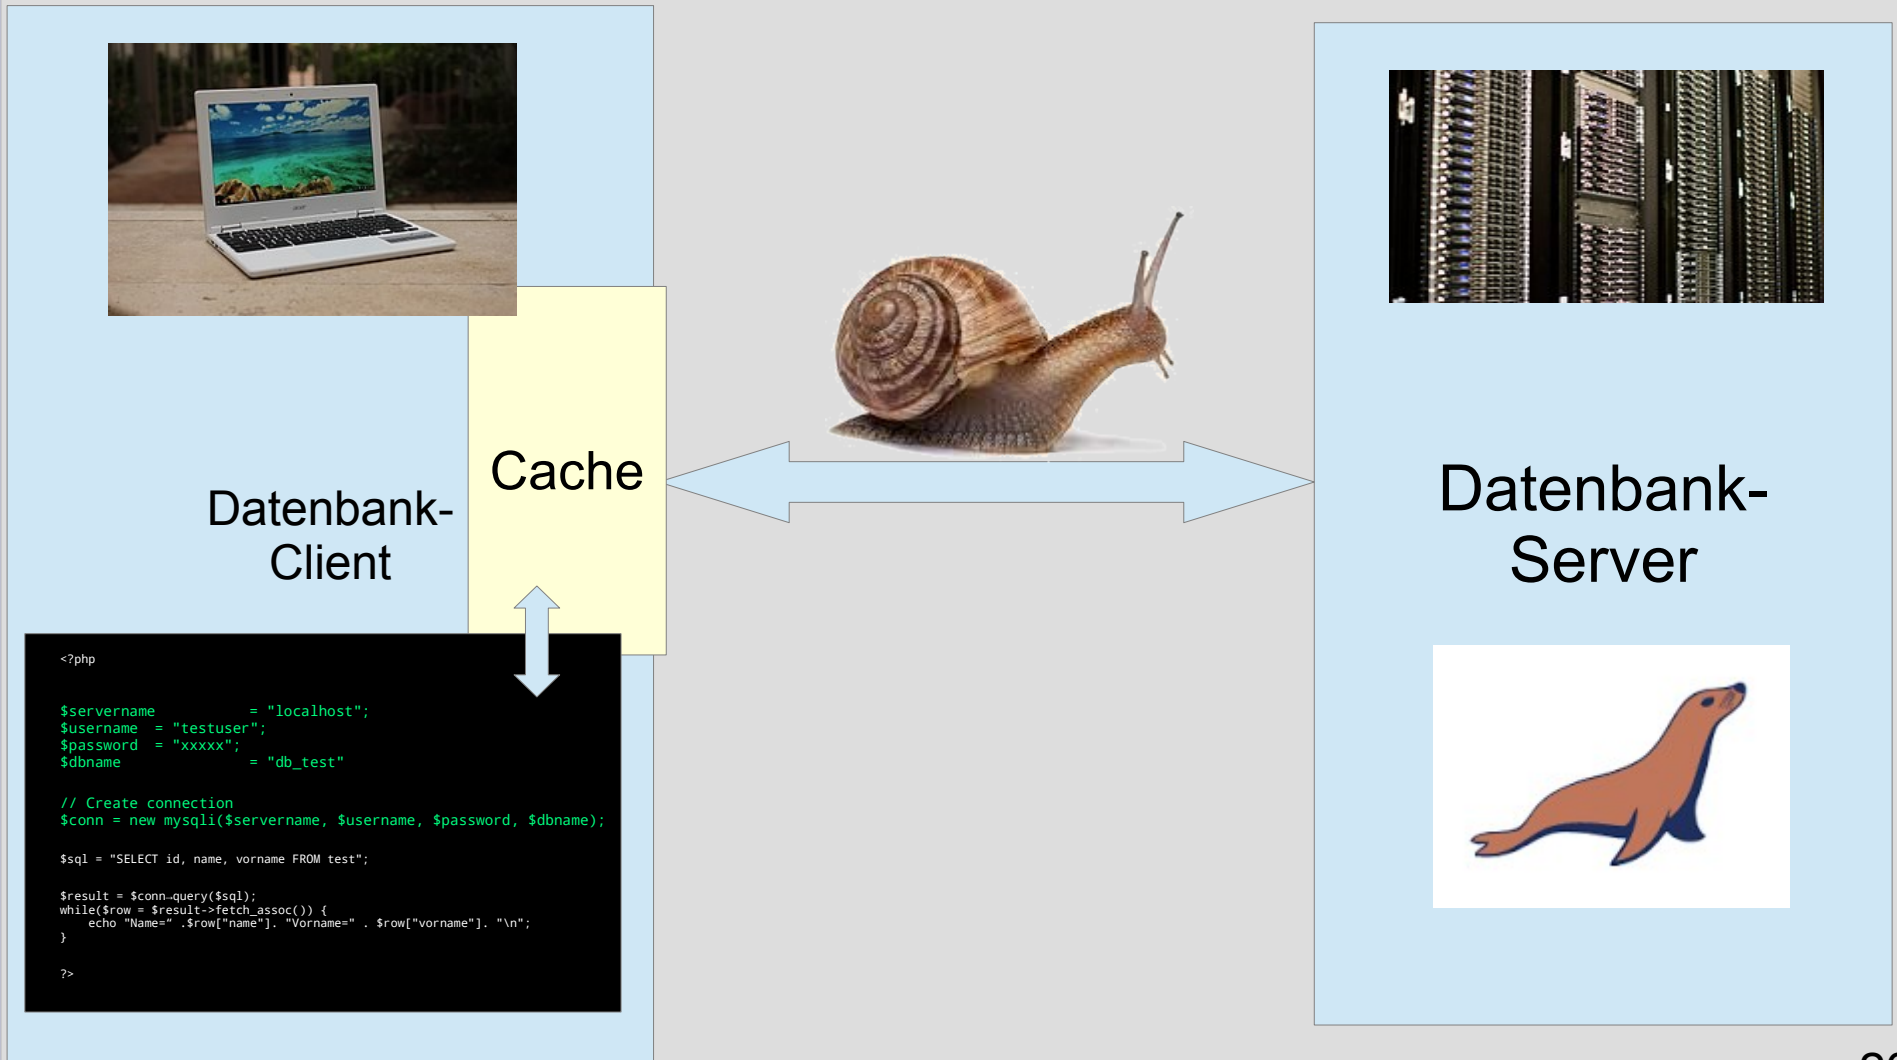 Cache
Datenbank-
Client
Datenbank-
Server
<?php
$servername = "localhost";
$username = "testuser";
$password = "xxxxx";
$dbname = "db_test"
// Create connection
$conn = new mysqli($servername, $username, $password, $dbname);
$sql = "SELECT id, name, vorname FROM test";
$result = $conn→query($sql);
while($row = $result->fetch_assoc()) {
echo "Name=“ .$row["name"]. "Vorname=" . $row["vorname"]. "\n";
}
?>